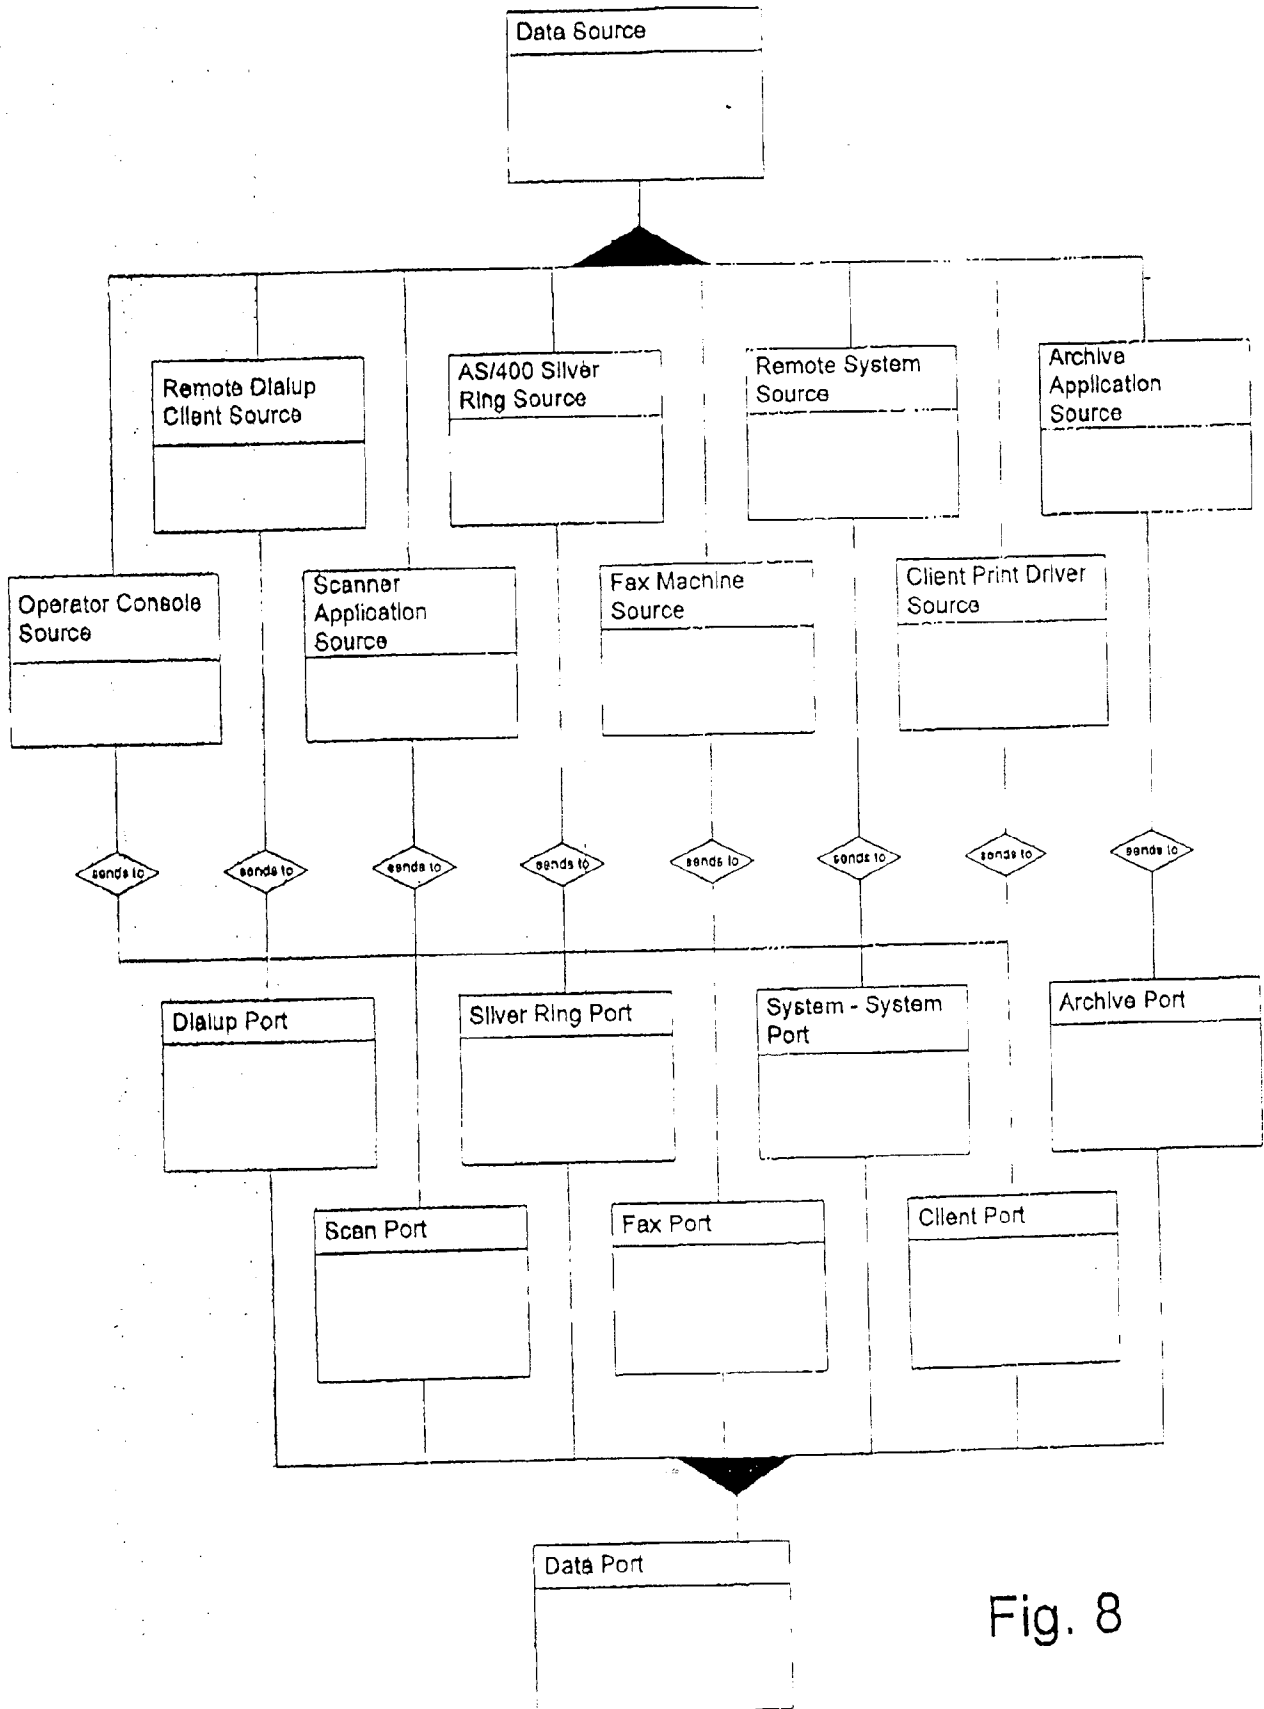 Data Source
Remote Dialup
Client Source
AS/400 Silver
Ring Source
Remote System
Source
Archive
Application
Source
Operator Console
Source
Scanner
Application
Source
Fax Machine
Source
Client Print Driver
Source
sends to
sends to
sends to
sends to
sends to
sends to
sends to
sends to
Dialup Port
Silver Ring Port
System - System
Port
Archive Port
Scan Port
Fax Port
Client Port
Data Port
Fig. 8